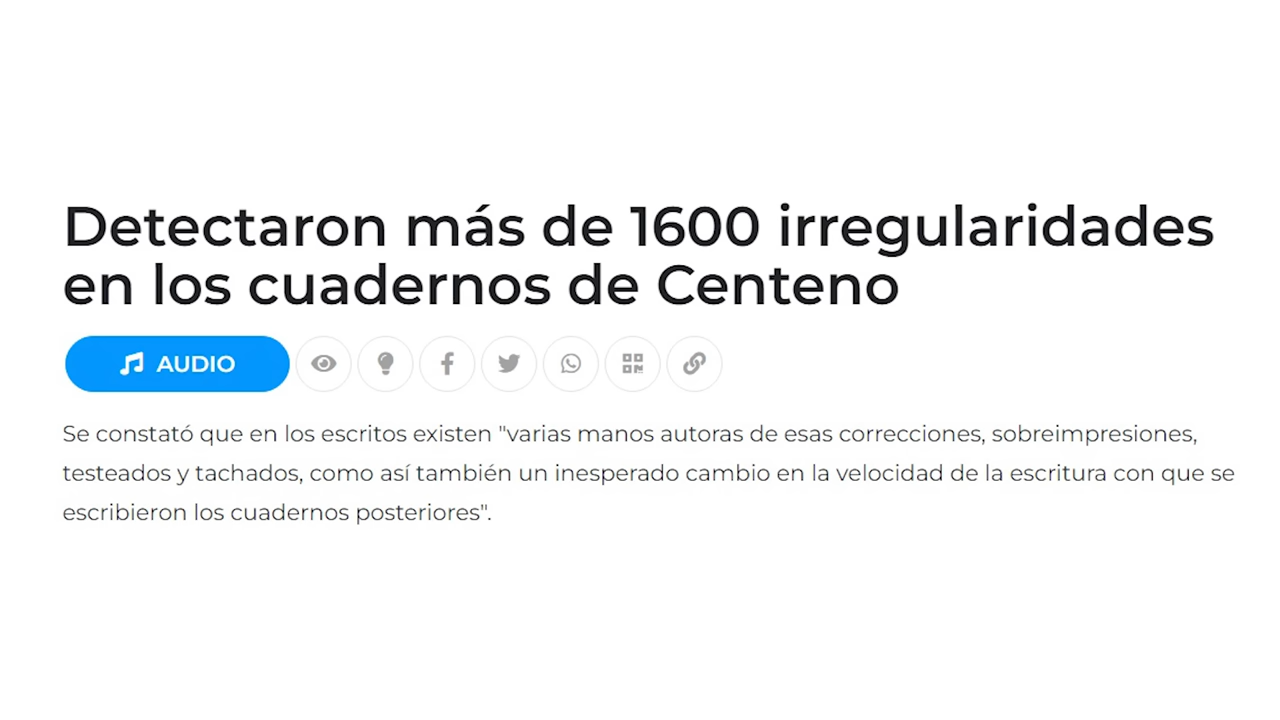 Detectaron más de 1600 irregularidades
en los cuadernos de Centeno
AUDIO
Se constató que en los escritos existen "varias manos autoras de esas correcciones, sobreimpresiones,
testeados y tachados, como así también un inesperado cambio en la velocidad de la escritura con que se
escribieron los cuadernos posteriores".